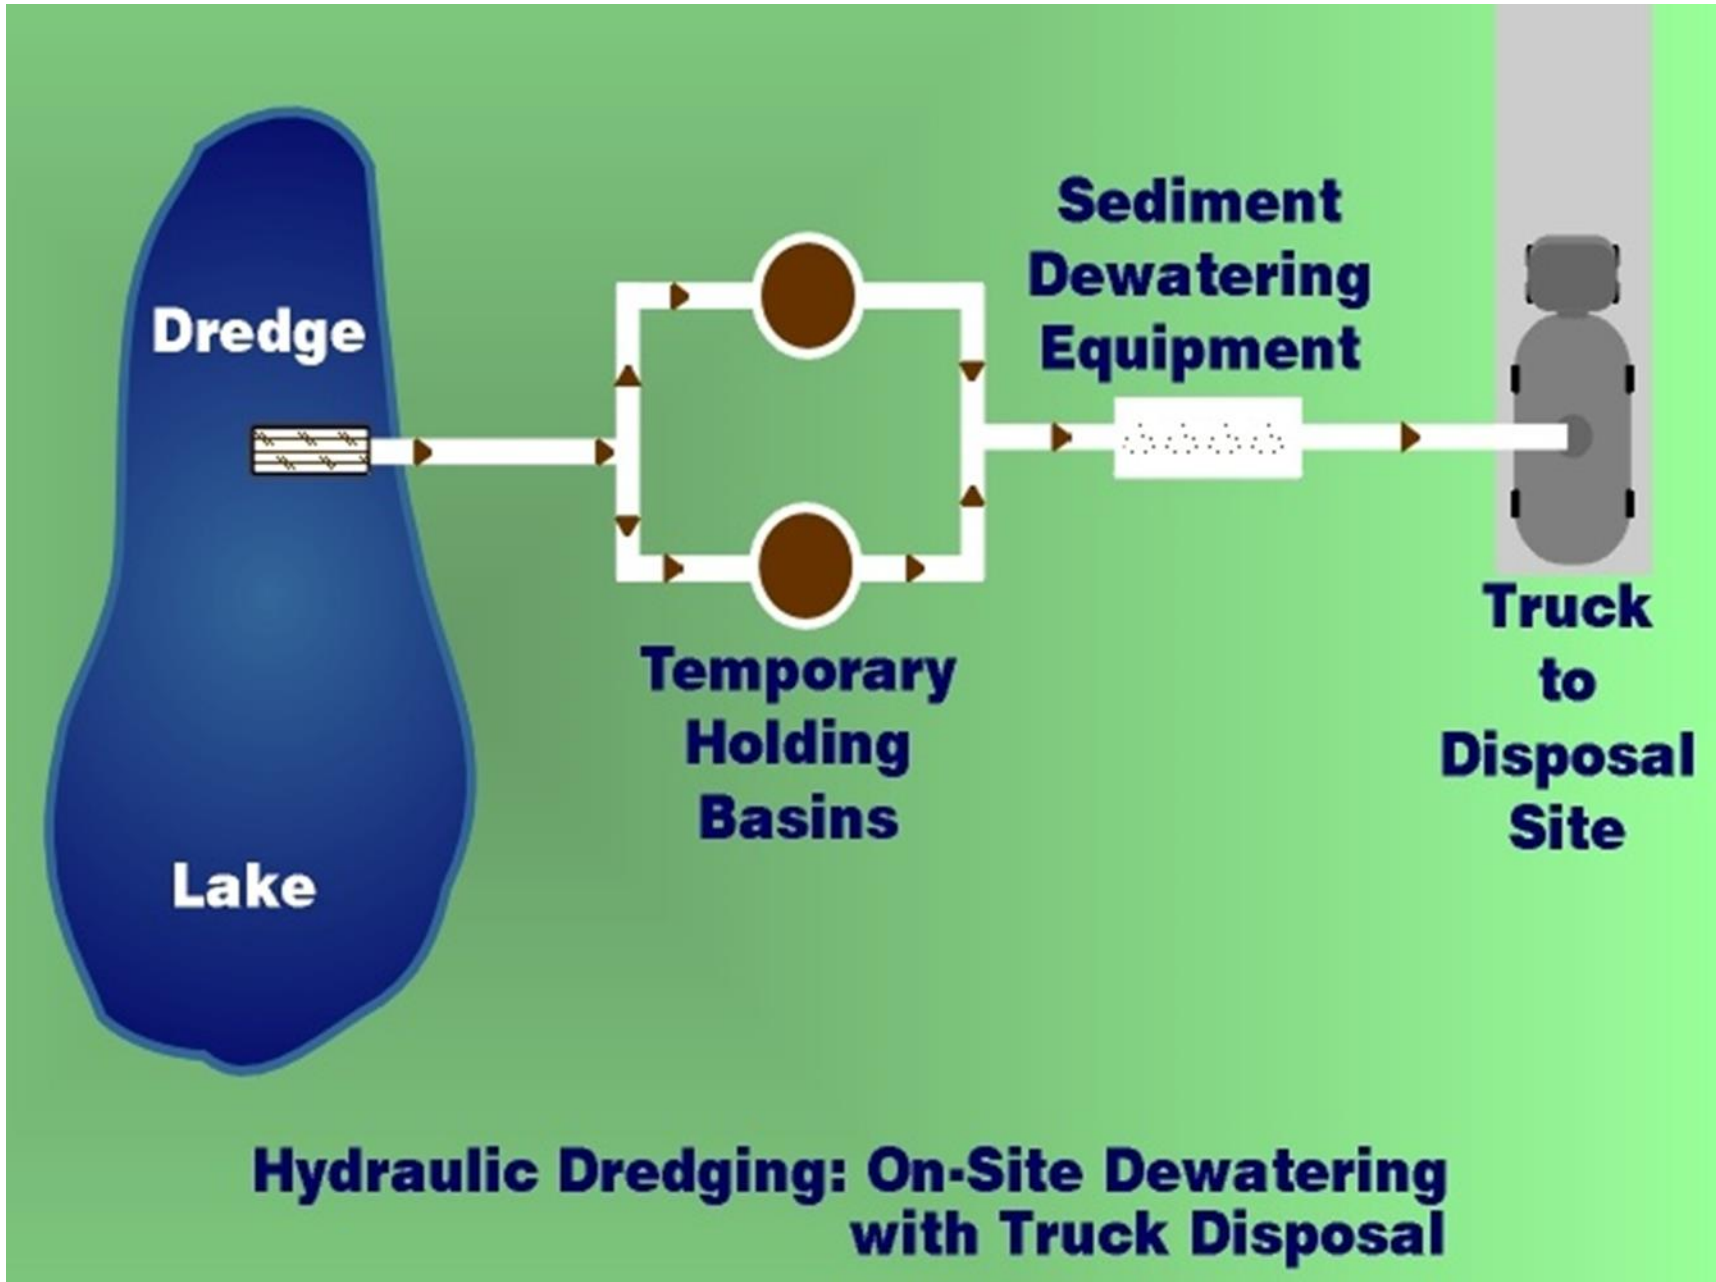 Sediment
Dewatering
Equipment
Dredge
Truck
to
Disposal
Site
Temporary
Holding
Basins
Lake
Hydraulic Dredging: On-Site Dewatering
with Truck Disposal